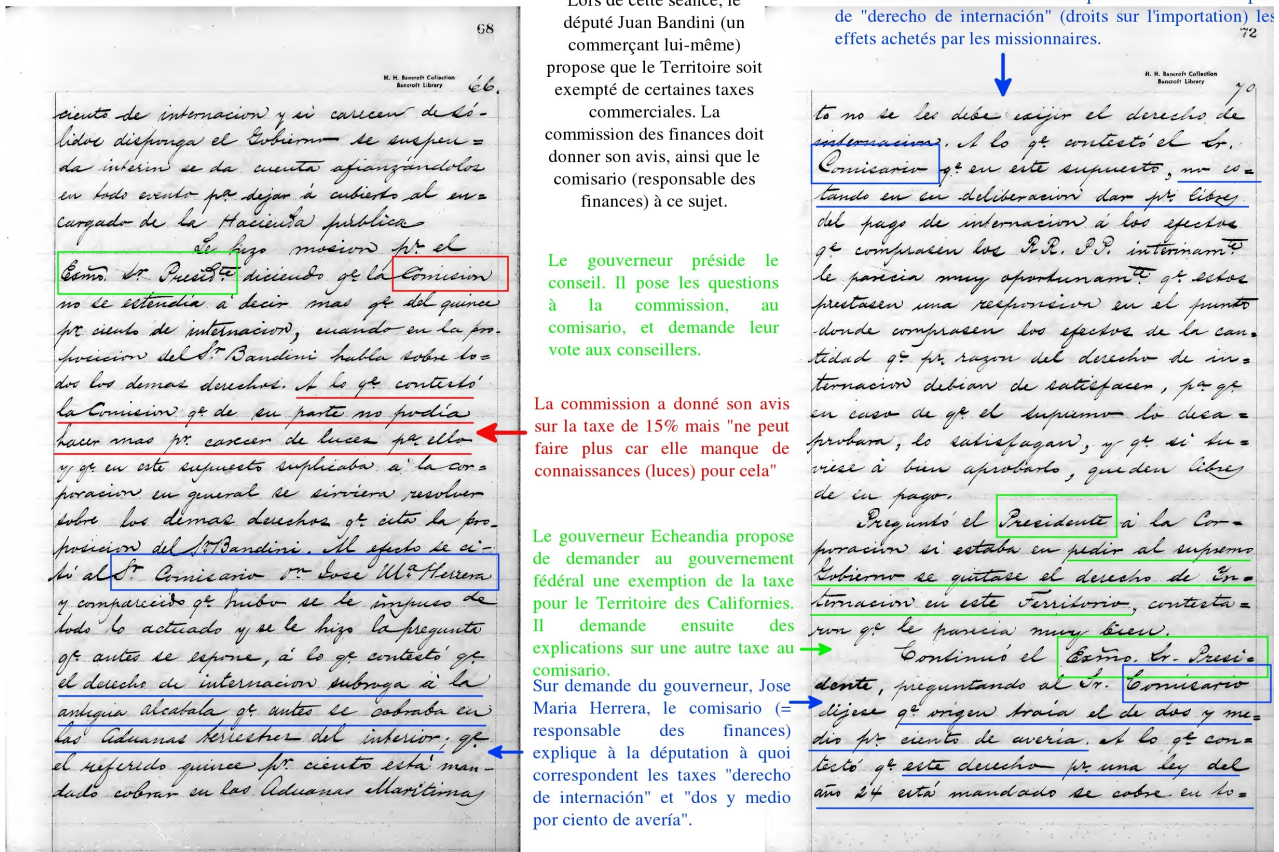 68
H. H. Bancroft Collection
Bancroft Library
66.
ciento de internacion y si carecen de só-
lidos disponga el Gobierno se suspen=
da interin se da cuenta afianzándolos
en todo evento pa. dejar á cubierto al en=
cargado de la Hacienda pública
Se hizo mosion pr. el
Exmo. Sr. Presidte diciendo qe. la Comision
no se estendia á decir mas qe. del quince
pr. ciento de internacion, cuando en la pro=
posicion del Sr. Bandini habla sobre to=
dos los demas derechos. A lo qe. contestó
la Comision qe. de su parte no podía
hacer mas pr. carecer de luces pa. ello
y qe. en este supuesto suplicaba á la cor=
poracion en general se sirviera resolver
sobre los demas derechos qe. cita la pro=
posicion del Sr. Bandini. Al efecto se ci-
tó al Sr. Comisario Dn. Jose Ma. Herrera
y comparecido qe. hubo se le impuso de
todo lo actuado y se le hizo la pregunta
qe. antes se espone, á lo qe. contestó qe.
el derecho de internacion subroga á la
antigua alcabala qe. antes se cobraba en
las Aduanas terrestres del interior; qe.
el referido quince pr. ciento está man=
dado cobrar en las Aduanas Marítimas
Lors de cette séance, le
député Juan Bandini (un
commerçant lui-même)
propose que le Territoire soit
exempté de certaines taxes
commerciales. La
commission des finances doit
donner son avis, ainsi que le
comisario (responsable des
finances) à ce sujet.
Le gouverneur préside le
conseil. Il pose les questions
à la commission, au
comisario, et demande leur
vote aux conseillers.
La commission a donné son avis
sur la taxe de 15% mais "ne peut
faire plus car elle manque de
connaissances (luces) pour cela"
Le gouverneur Echeandia propose
de demander au gouvernement
fédéral une exemption de la taxe
pour le Territoire des Californies.
Il demande ensuite des
explications sur une autre taxe au
comisario.
Sur demande du gouverneur, Jose
Maria Herrera, le comisario (=
responsable des finances)
explique à la députation à quoi
correspondent les taxes "derecho
de internación" et "dos y medio
por ciento de avería".
de "derecho de internación" (droits sur l'importation) les
effets achetés par les missionnaires.
72
H. H. Bancroft Collection
Bancroft Library
70
to no se les debe exijir el derecho de
internacion. A lo qe. contestó el Sr.
Comisario qe. en este supuesto, no es=
tando en su deliberacion dar pr. libres
del pago de internacion á los efectos
qe. comprasen los R.R. P.P. interinamte
le parecia muy oportunamte qe. estos
prestasen una responsiva en el punto
donde comprasen los efectos de la can=
tidad qe. pr. razon del derecho de in=
ternacion debian de satisfacer, pa. qe.
en caso de qe. el supremo lo desa=
probara, lo satisfagan, y qe. si tu=
viese á bien aprobarlo, queden libres
de su pago.
Preguntó el Presidente á la Cor=
poracion si estaba en pedir al supremo
Gobierno se quitase el derecho de In=
ternacion en este Territorio, contesta=
ron qe. le parecia muy bien.
Continuó el Exmo. Sr. Presi=
dente, preguntando al Sr. Comisario
dijese qe. origen traía el de dos y me=
dio pr. ciento de avería. A lo qe. con=
testó qe. este derecho pr. una ley del
año 24 está mandado se cobre en to=